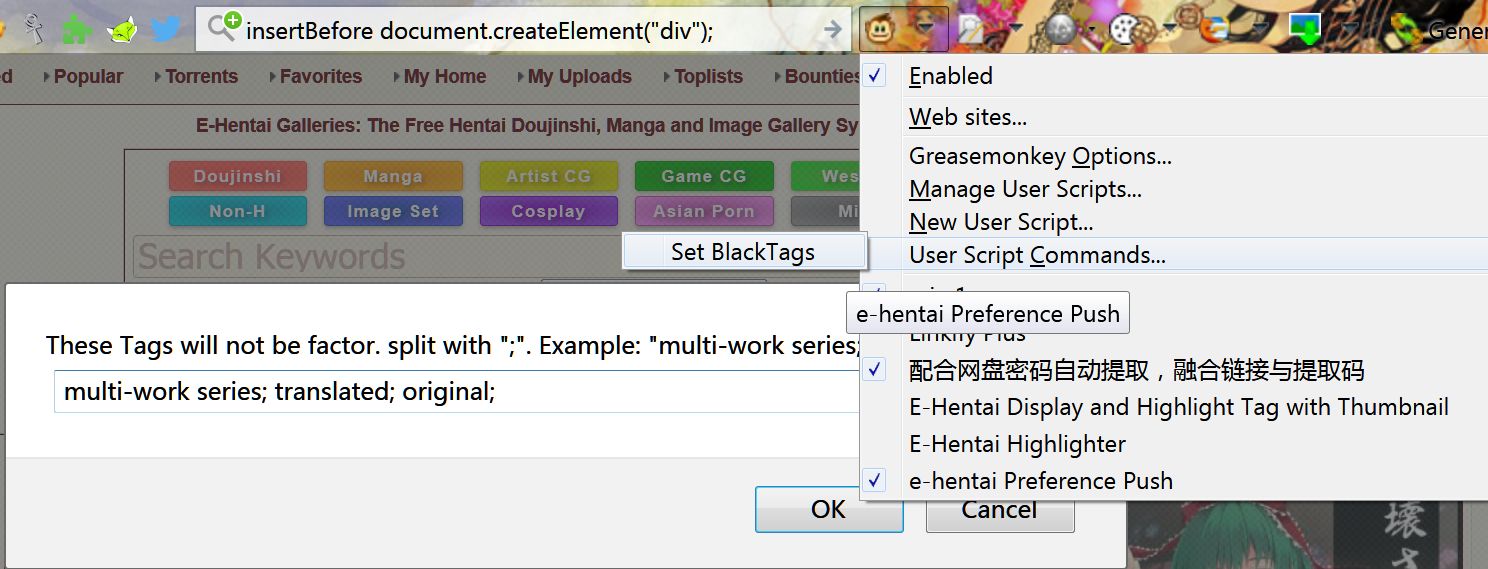 insertBefore document.createElement("div");
Gener
d Popular Torrents Favorites My Home My Uploads Toplists Bounties
E-Hentai Galleries: The Free Hentai Doujinshi, Manga and Image Gallery Sy
Doujinshi Manga Artist CG Game CG Wes
Non-H Image Set Cosplay Asian Porn Mi
Search Keywords
Enabled
Web sites...
Greasemonkey Options...
Manage User Scripts...
New User Script...
User Script Commands...
Set BlackTags
e-hentai Preference Push
Linkify Plus
配合网盘密码自动提取，融合链接与提取码
E-Hentai Display and Highlight Tag with Thumbnail
E-Hentai Highlighter
e-hentai Preference Push
These Tags will not be factor. split with ";". Example: "multi-work series;
multi-work series; translated; original;
OK Cancel
壊